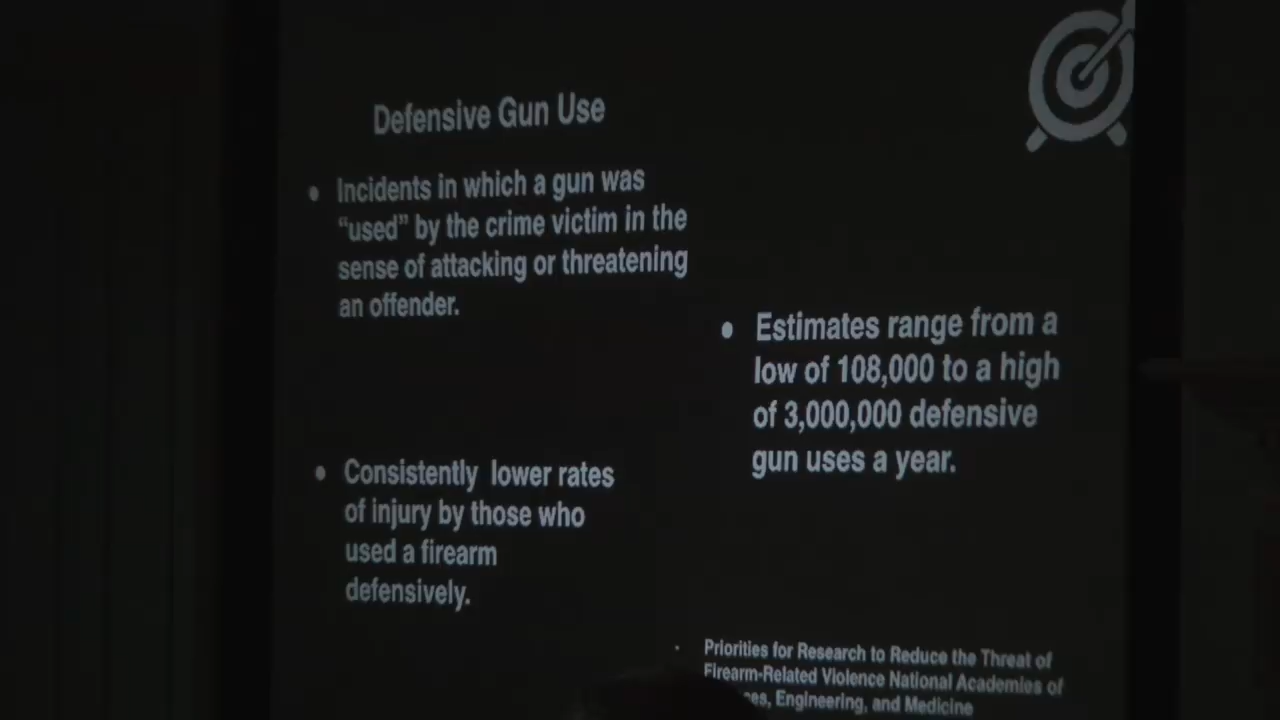 Defensive Gun Use
• Incidents in which a gun was
“used” by the crime victim in the
sense of attacking or threatening
an offender.
• Consistently lower rates
of injury by those who
used a firearm
defensively.
• Estimates range from a
low of 108,000 to a high
of 3,000,000 defensive
gun uses a year.
• Priorities for Research to Reduce the Threat of
Firearm-Related Violence National Academies of
Engineering, and Medicine